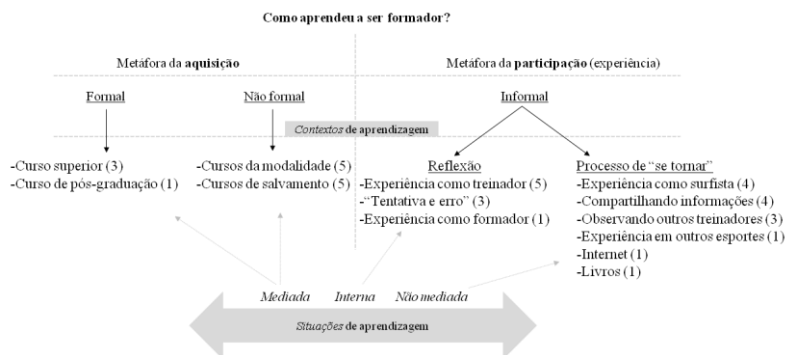 Como aprendeu a ser formador?
Metáfora da aquisição
Metáfora da participação (experiência)
Formal
Não formal
Informal
Contextos de aprendizagem
-Curso superior (3)
-Curso de pós-graduação (1)
-Cursos da modalidade (5)
-Cursos de salvamento (5)
Reflexão
-Experiência como treinador (5)
-“Tentativa e erro” (3)
-Experiência como formador (1)
Processo de “se tornar”
-Experiência como surfista (4)
-Compartilhando informações (4)
-Observando outros treinadores (3)
-Experiência em outros esportes (1)
-Internet (1)
-Livros (1)
Mediada Interna Não mediada
Situações de aprendizagem